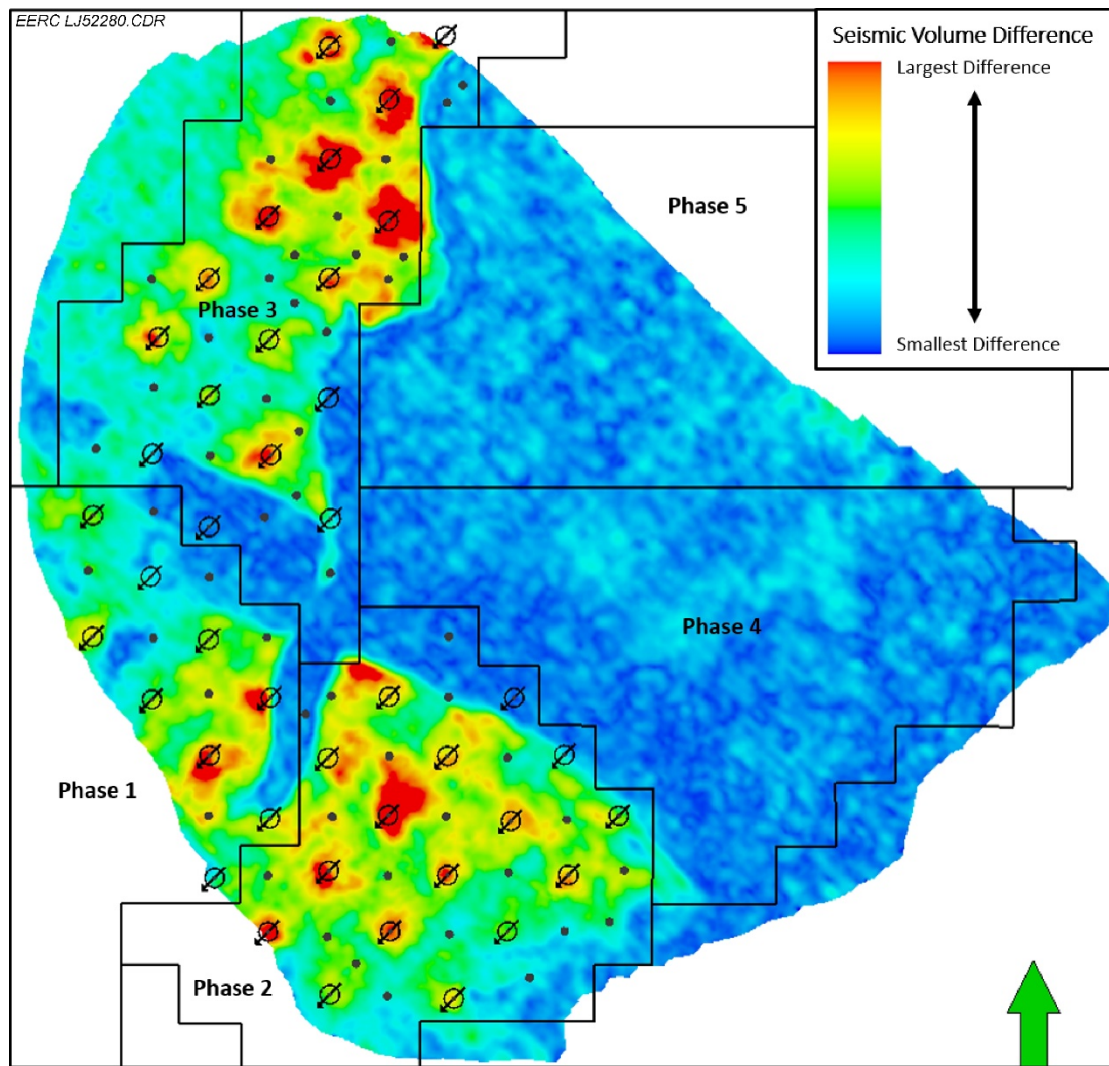 EERC LJ52280.CDR
Seismic Volume Difference
Largest Difference
Smallest Difference
Phase 5
Phase 3
Phase 4
Phase 1
Phase 2